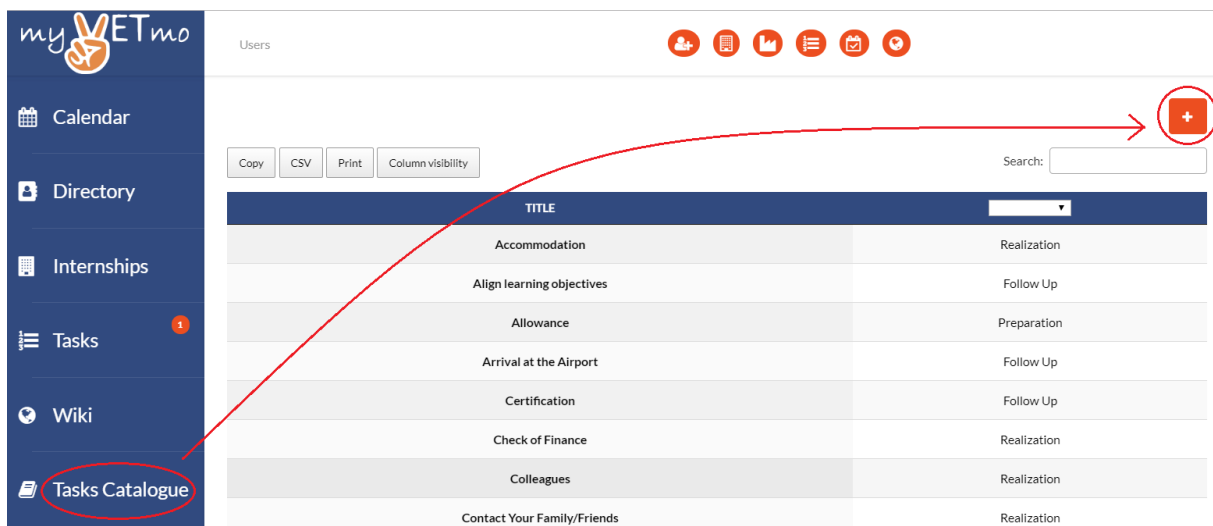 my VETmo
Users
Calendar
Directory
Internships
Tasks 1
Wiki
Tasks Catalogue
+
Copy CSV Print Column visibility Search:
TITLE
Accommodation Realization
Align learning objectives Follow Up
Allowance Preparation
Arrival at the Airport Follow Up
Certification Follow Up
Check of Finance Realization
Colleagues Realization
Contact Your Family/Friends Realization